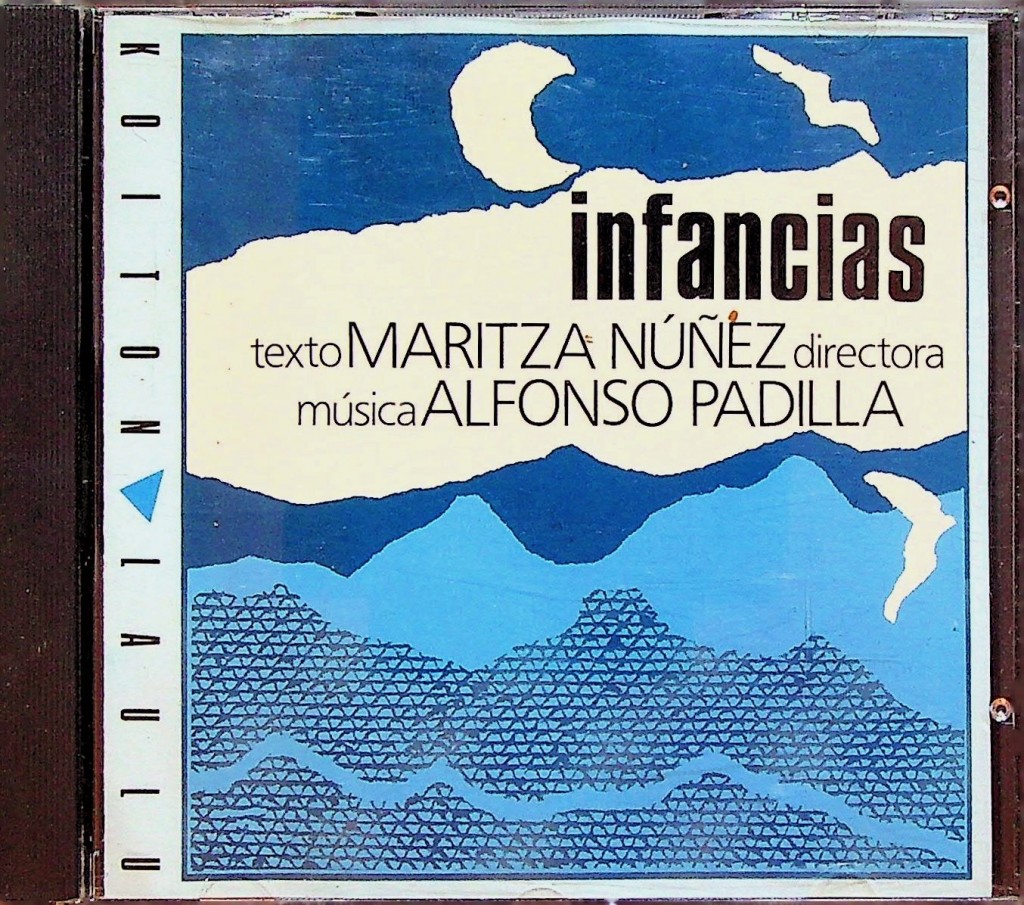 KOITON LAULU
infancias
texto MARITZA NÚÑEZ directora
música ALFONSO PADILLA